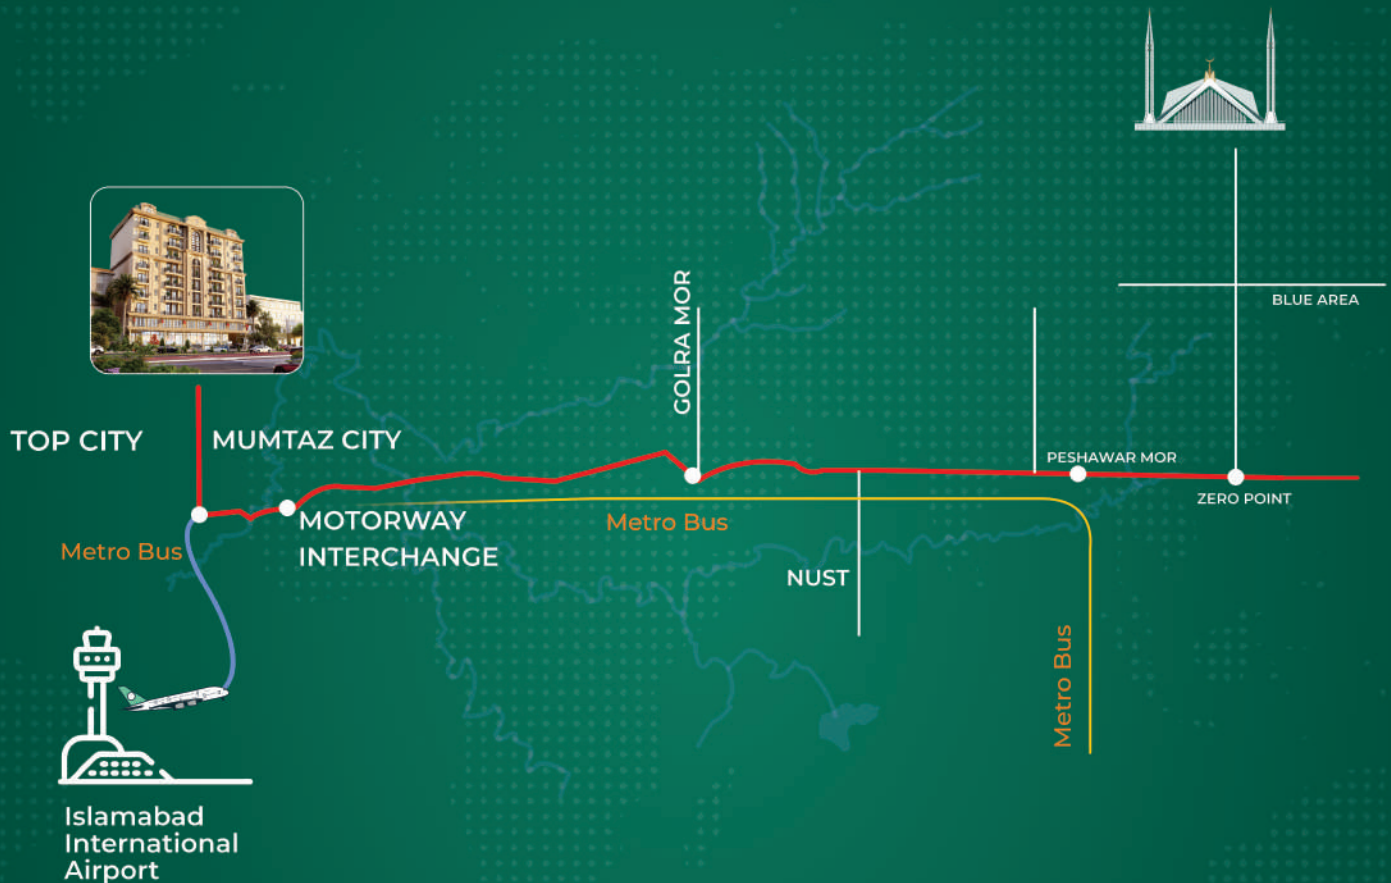 BLUE AREA
GOLRA MOR
TOP CITY
MUMTAZ CITY
PESHAWAR MOR
ZERO POINT
MOTORWAY
INTERCHANGE
Metro Bus
Metro Bus
NUST
Metro Bus
Islamabad
International
Airport